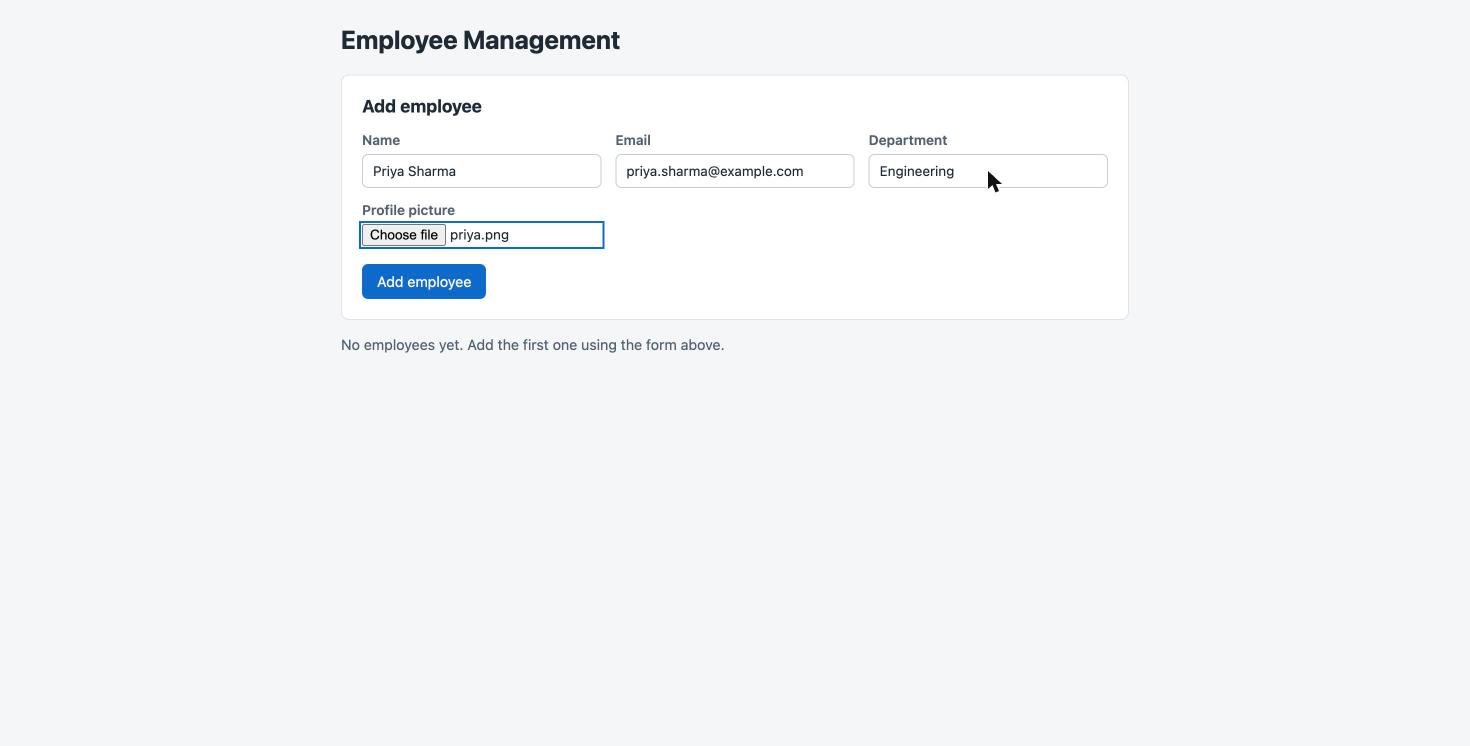 Employee Management
Add employee
Name Email Department
Priya Sharma priya.sharma@example.com Engineering
Profile picture
Choose file priya.png
Add employee
No employees yet. Add the first one using the form above.